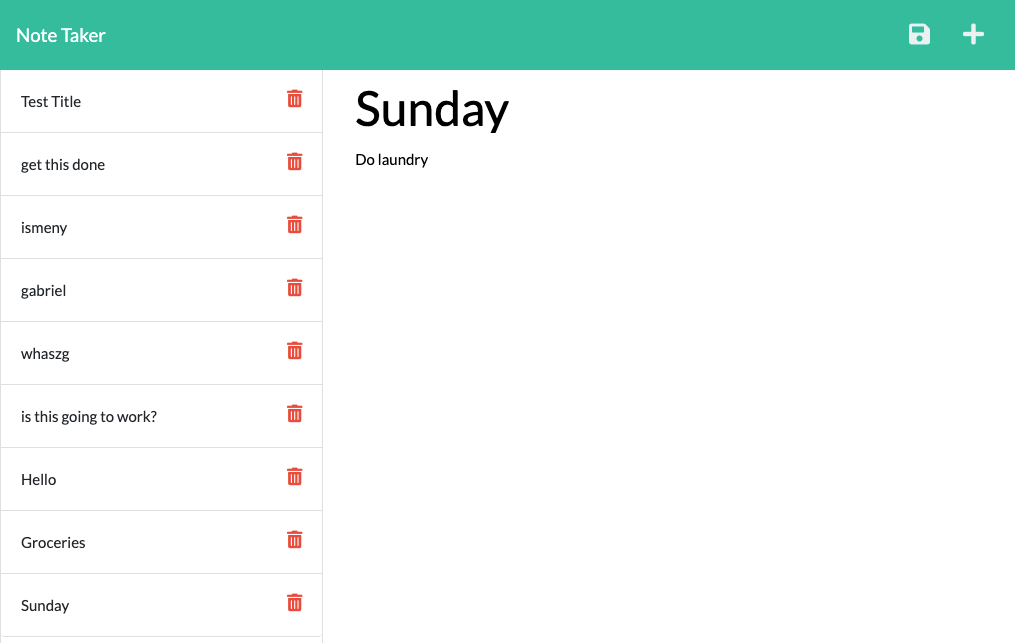 Note Taker
Test Title
get this done
ismeny
gabriel
whaszg
is this going to work?
Hello
Groceries
Sunday
Sunday
Do laundry